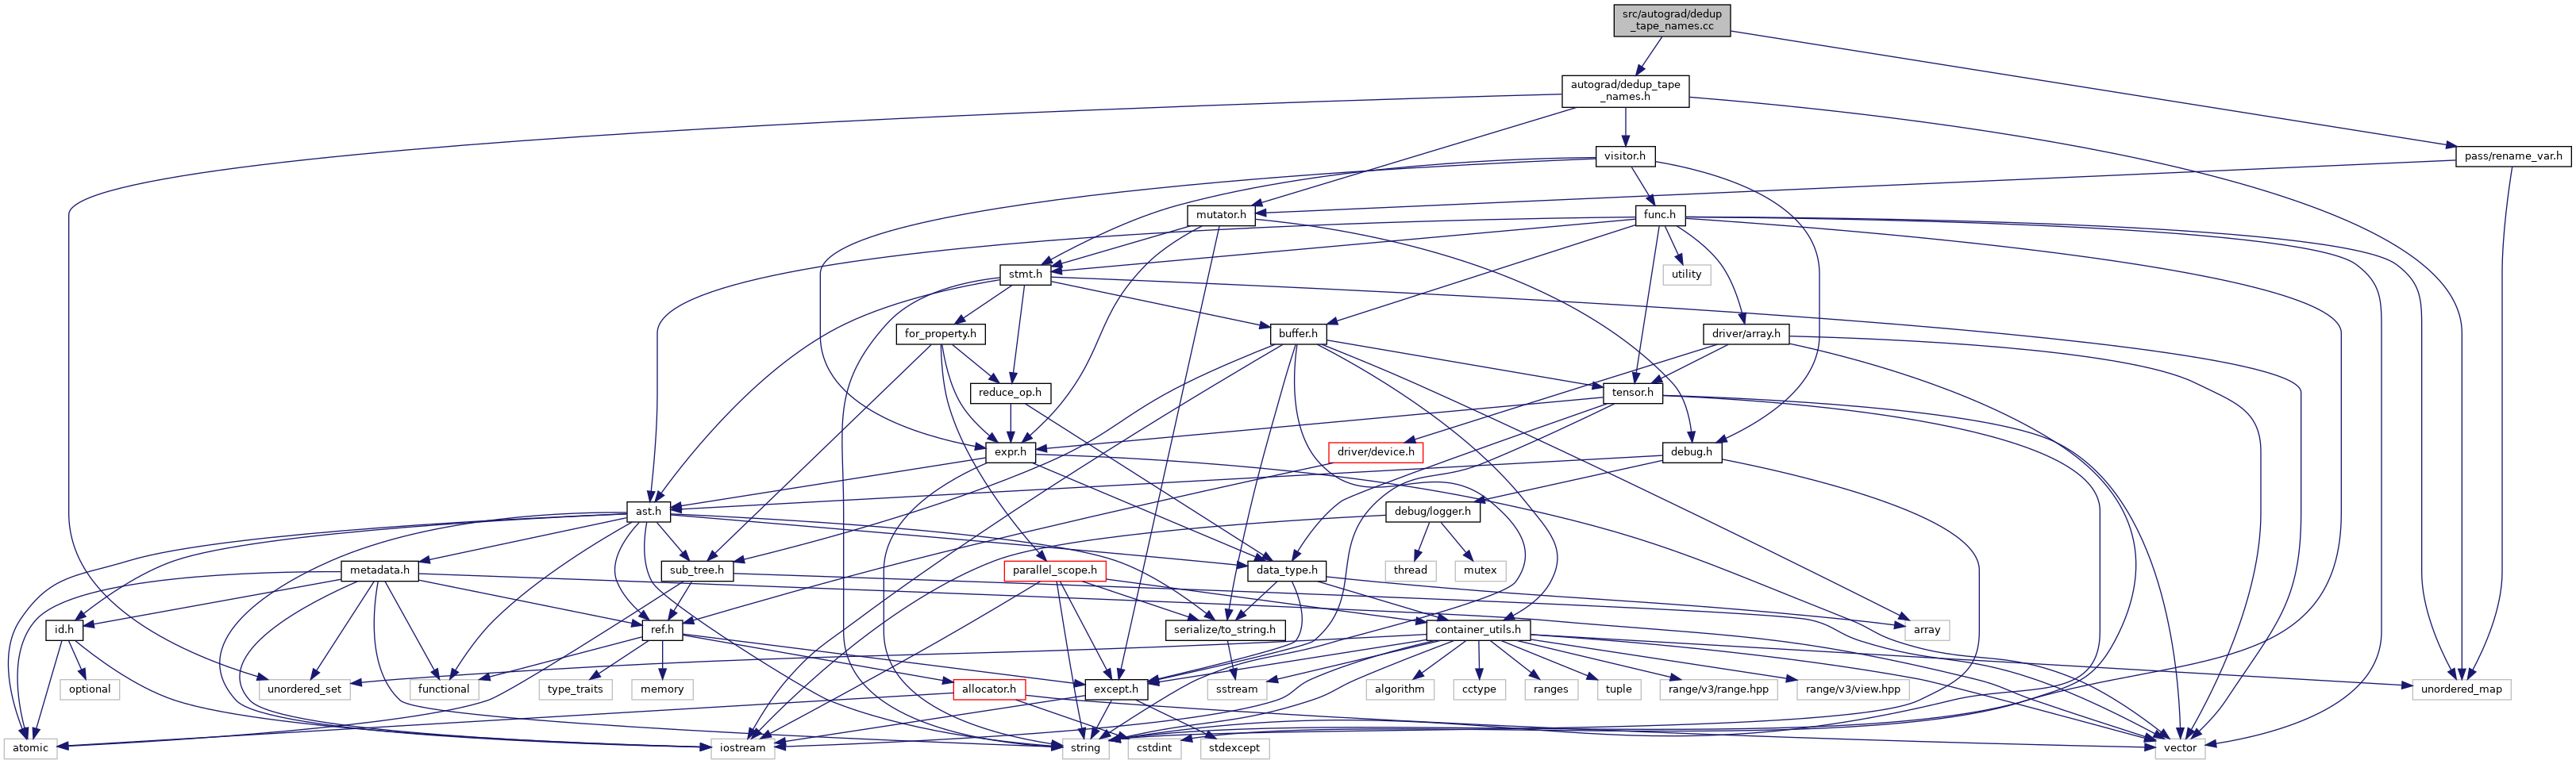 src/autograd/dedup
_tape_names.cc
autograd/dedup_tape
_names.h
visitor.h
pass/rename_var.h
mutator.h
func.h
stmt.h
utility
for_property.h
buffer.h
driver/array.h
reduce_op.h
tensor.h
expr.h
driver/device.h
debug.h
ast.h
debug/logger.h
metadata.h
sub_tree.h
parallel_scope.h
data_type.h
thread
mutex
id.h
ref.h
serialize/to_string.h
container_utils.h
array
optional
unordered_set
functional
type_traits
memory
allocator.h
except.h
sstream
algorithm
cctype
ranges
tuple
range/v3/range.hpp
range/v3/view.hpp
unordered_map
atomic
iostream
string
cstdint
stdexcept
vector